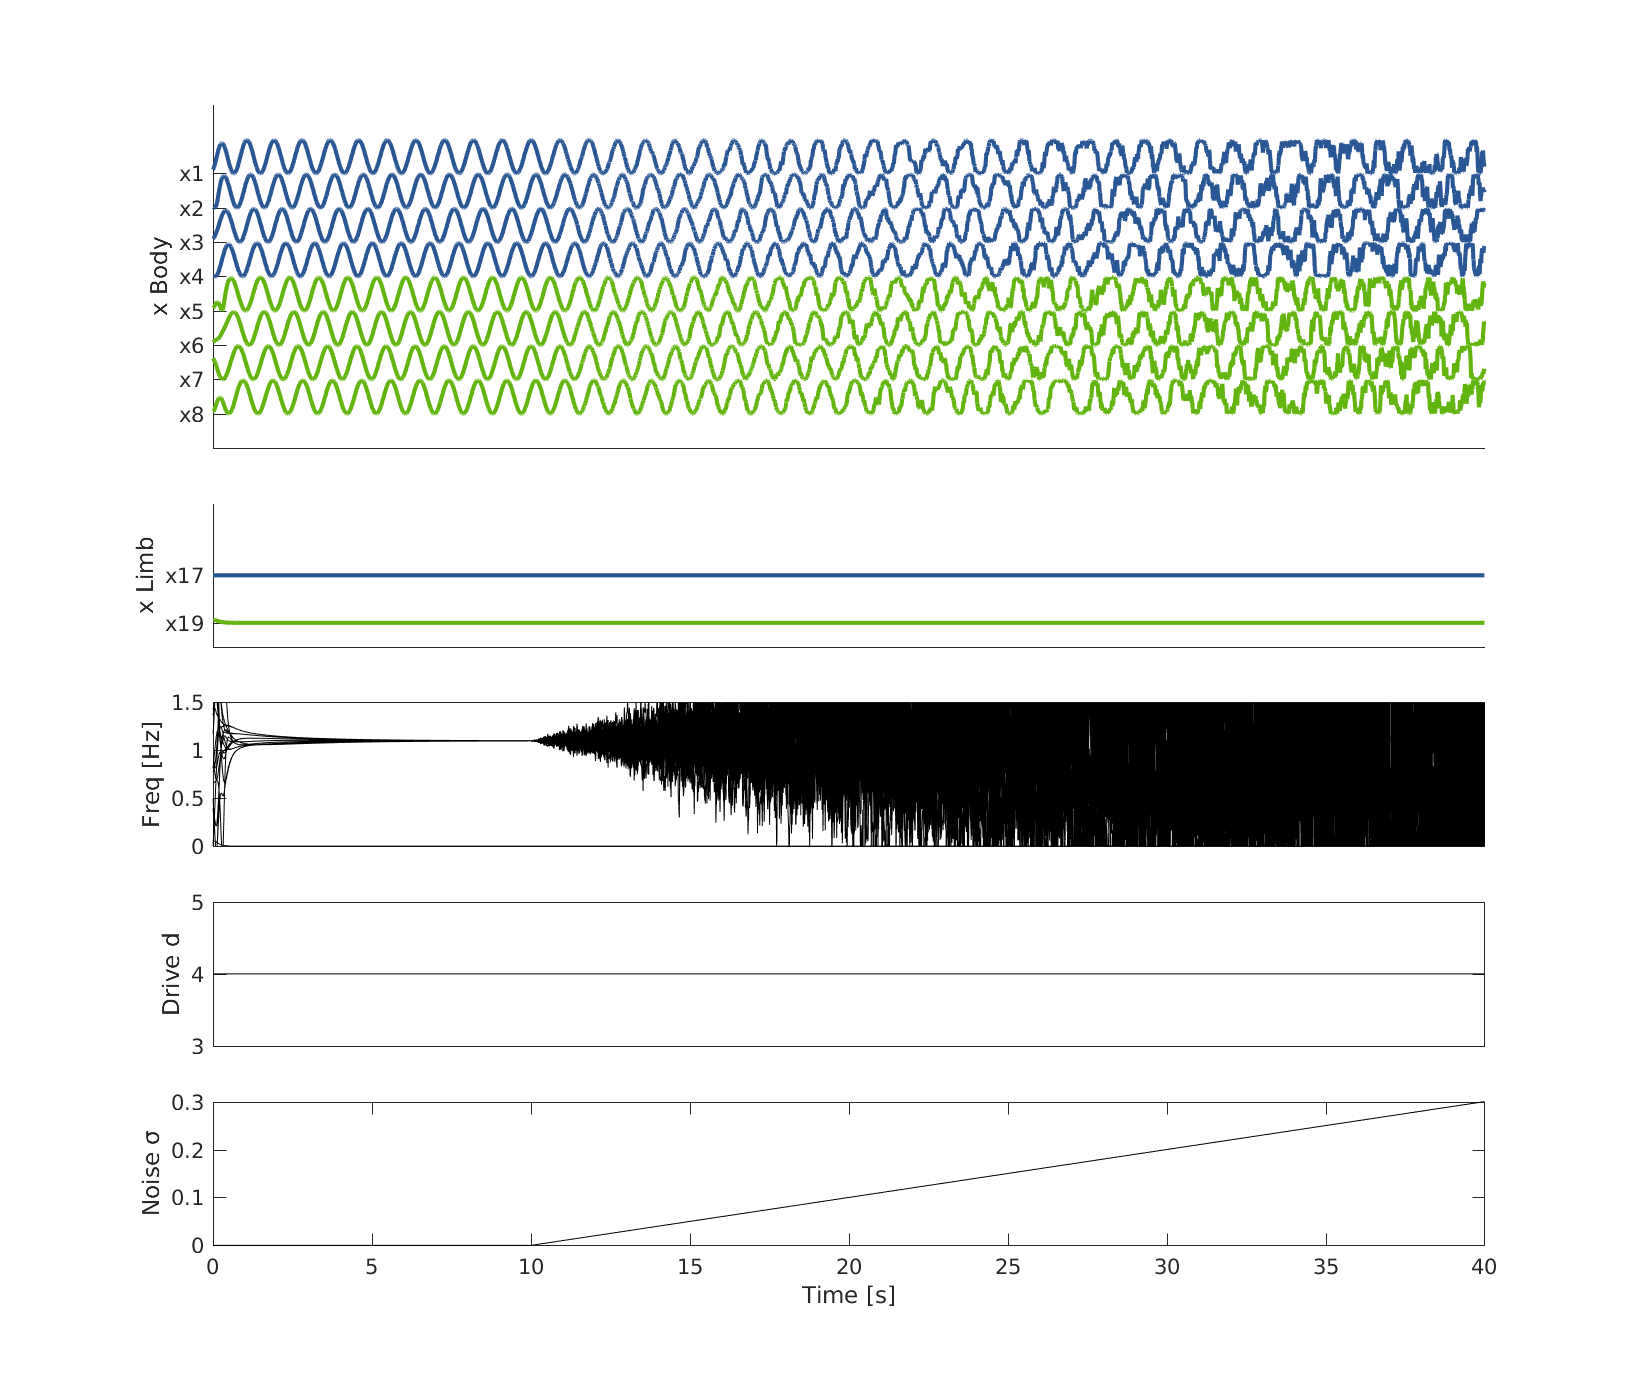 x Body
x1
x2
x3
x4
x5
x6
x7
x8
x Limb
x17
x19
Freq [Hz]
1.5
1
0.5
0
Drive d
5
4
3
Noise σ
0.3
0.2
0.1
0
0 5 10 15 20 25 30 35 40
Time [s]